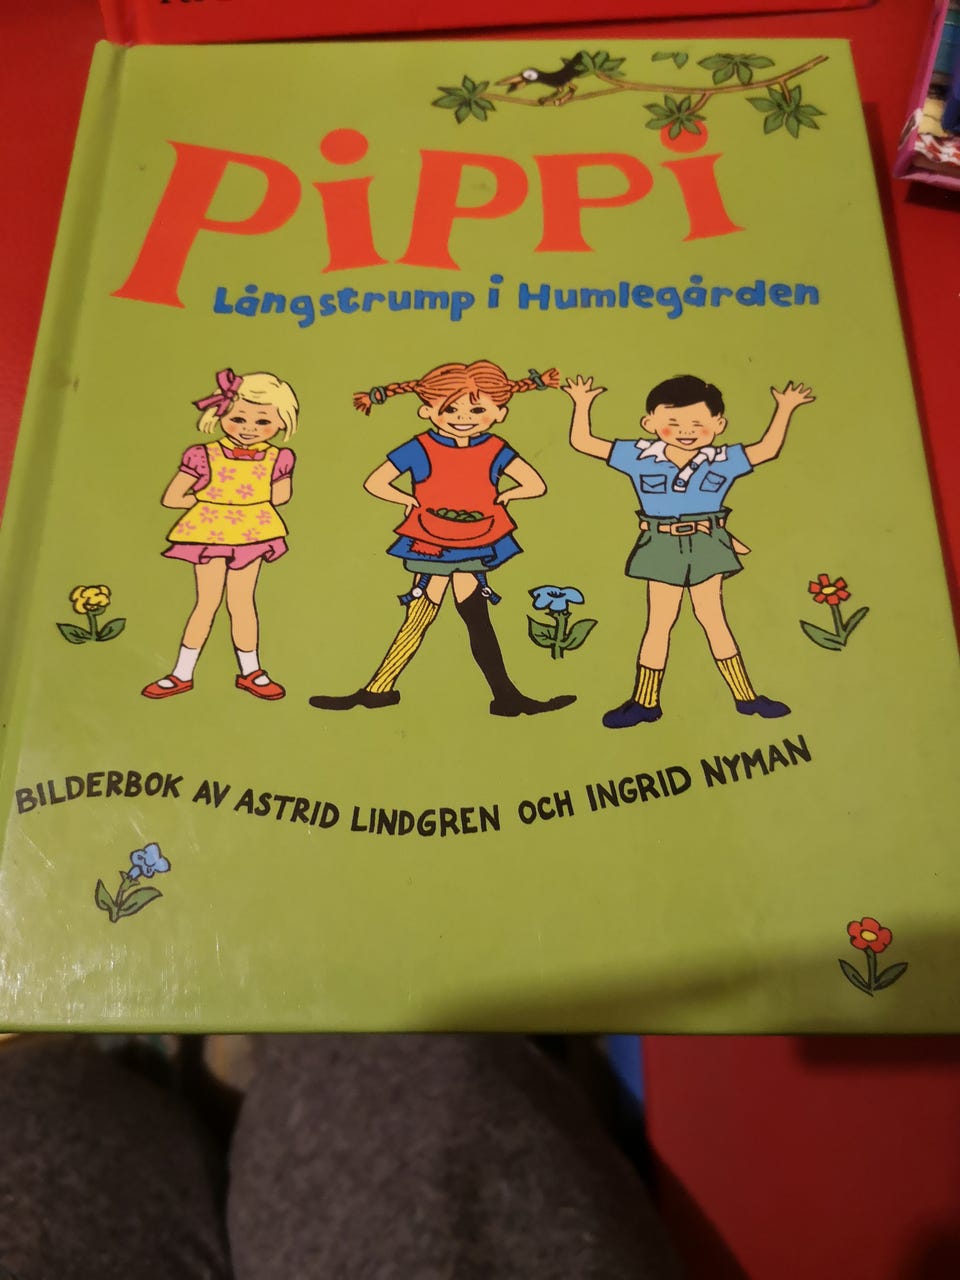 Pippi
Långstrump i Humlegården
BILDERBOK AV ASTRID LINDGREN OCH INGRID NYMAN